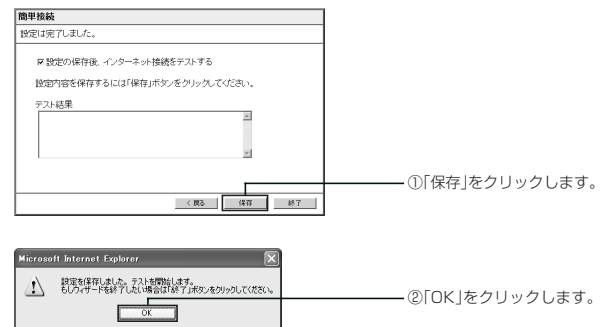 簡単接続
設定は完了しました。
設定の保存後、インターネット接続をテストする
設定内容を保存するには「保存」ボタンをクリックしてください。
テスト結果
< 戻る 保存 終了
①「保存」をクリックします。
Microsoft Internet Explorer
設定を保存しました。テストを開始します。
もしウィザードを終了したい場合は「終了」ボタンをクリックしてください。
OK
②「OK」をクリックします。